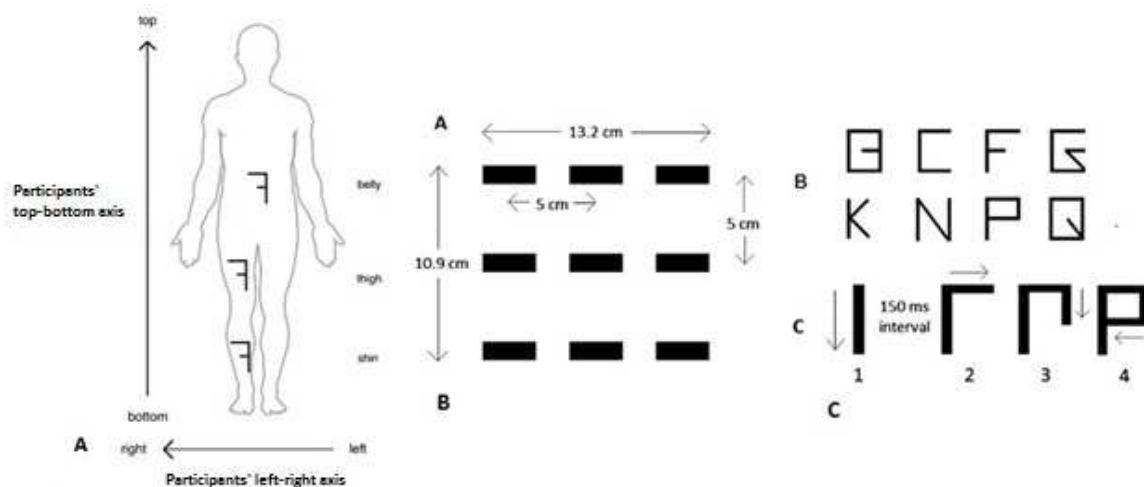 top
Participants'
top-bottom axis
belly
thigh
shin
bottom
A
right
left
Participants' left-right axis
A
13.2 cm
5 cm
5 cm
10.9 cm
B
B
B C F G
K N P Q
C
150 ms
interval
1 2 3 4
C